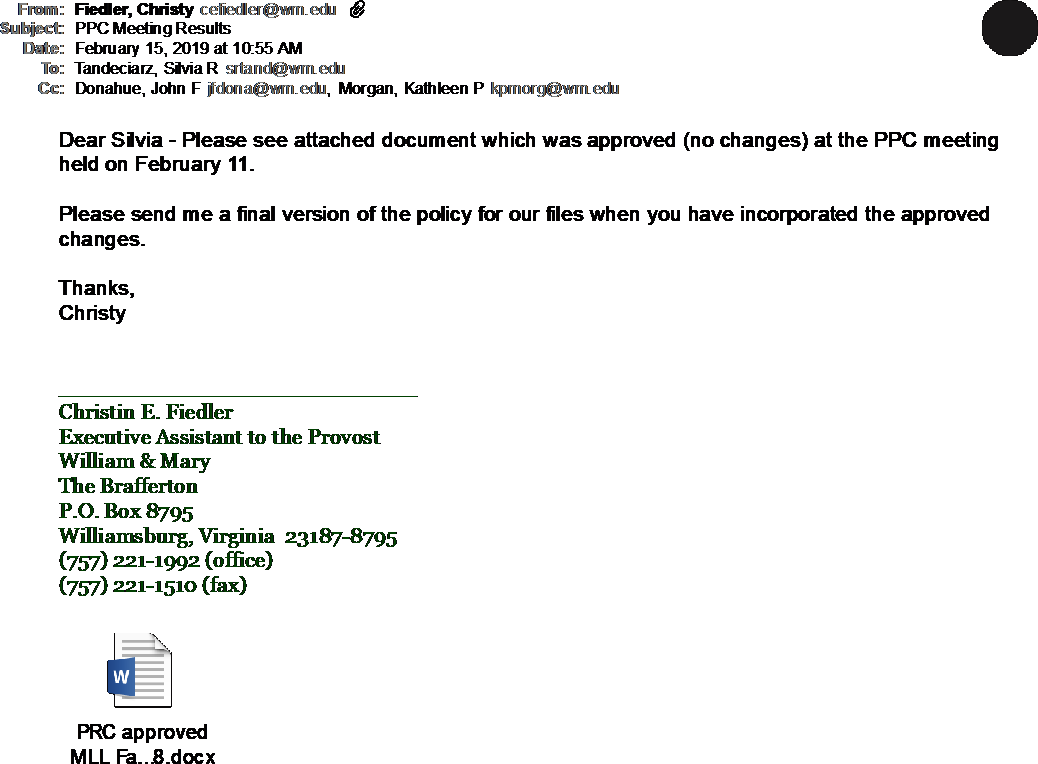 From: Fiedler, Christy cefiedler@wm.edu
Subject: PPC Meeting Results
Date: February 15, 2019 at 10:55 AM
To: Tandeciarz, Silvia R srtand@wm.edu
Cc: Donahue, John F jfdona@wm.edu, Morgan, Kathleen P kpmorg@wm.edu
Dear Silvia - Please see attached document which was approved (no changes) at the PPC meeting
held on February 11.
Please send me a final version of the policy for our files when you have incorporated the approved
changes.
Thanks,
Christy
Christin E. Fiedler
Executive Assistant to the Provost
William & Mary
The Brafferton
P.O. Box 8795
Williamsburg, Virginia 23187-8795
(757) 221-1992 (office)
(757) 221-1510 (fax)
W
PRC approved
MLL Fa...8.docx